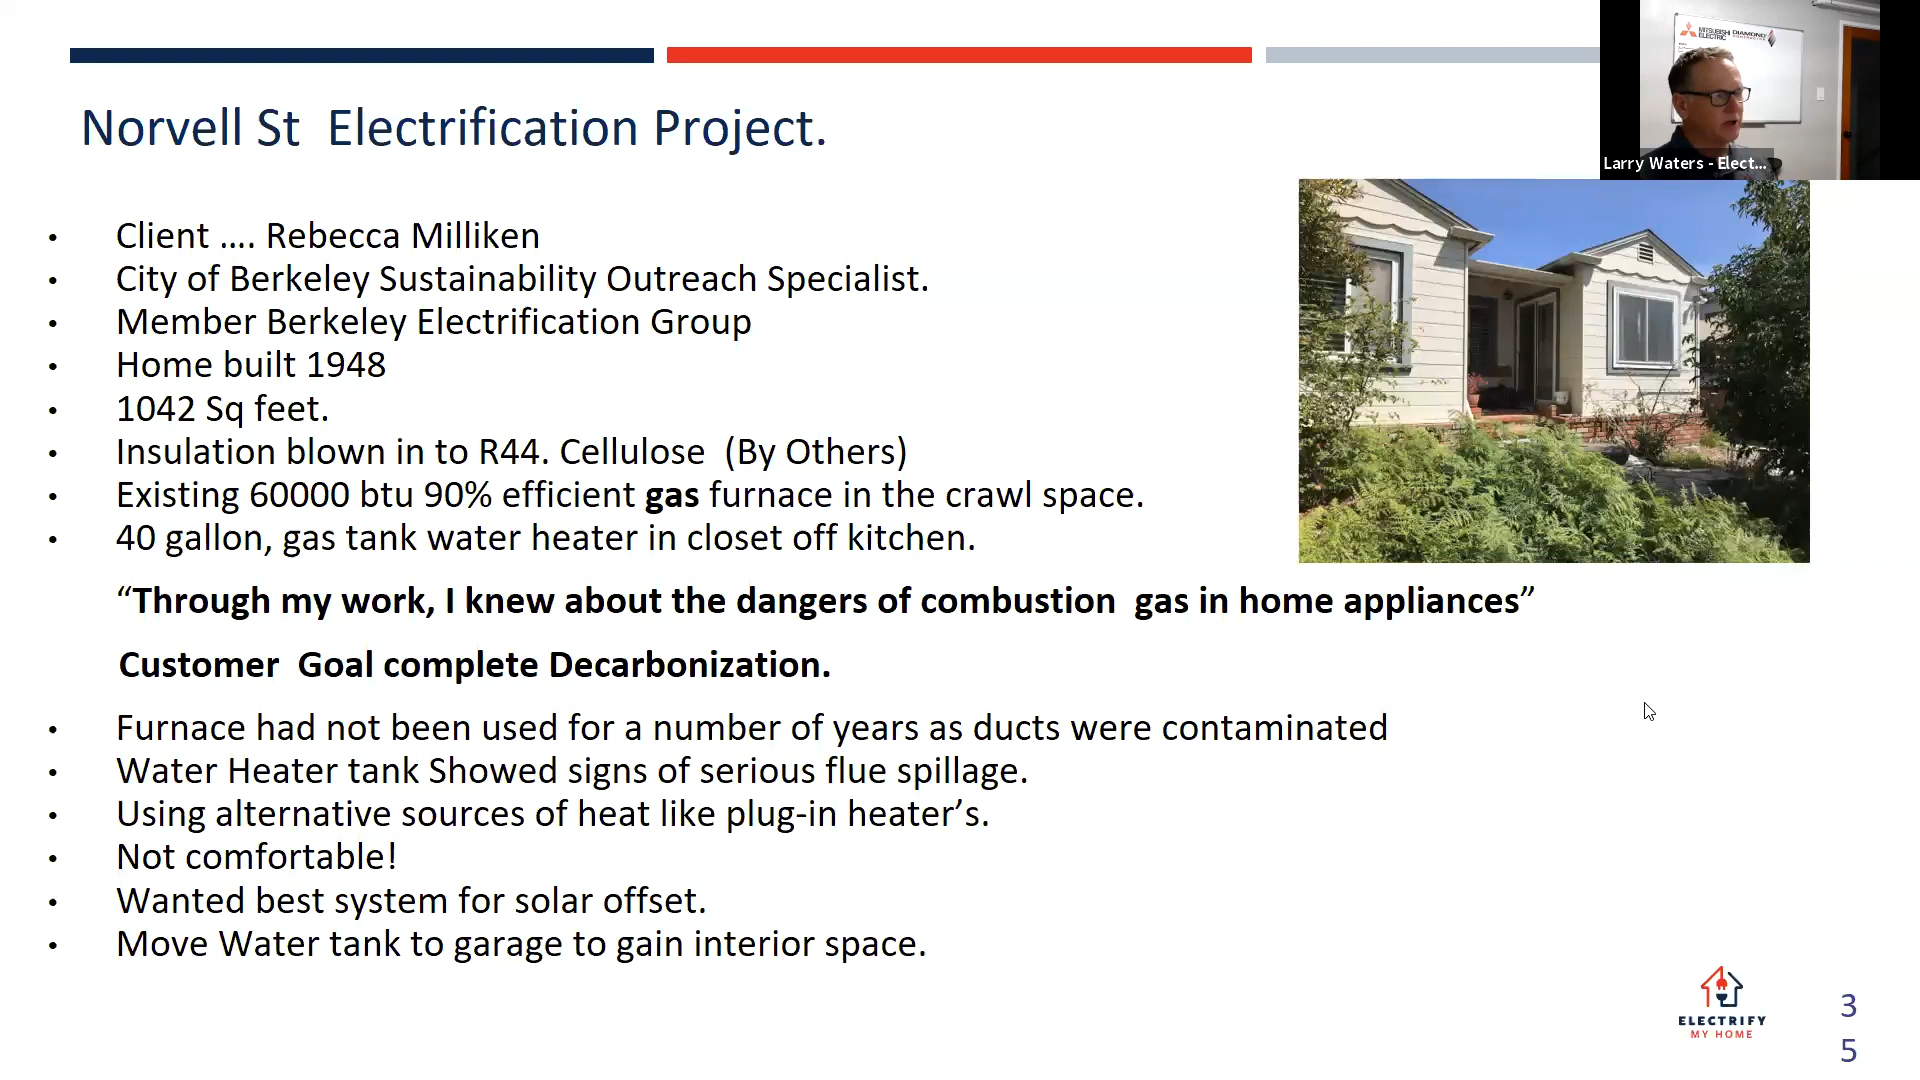 MITSUBISHI ELECTRIC
DIAMOND
Larry Waters - Elect...
Norvell St  Electrification Project.
• Client .... Rebecca Milliken
• City of Berkeley Sustainability Outreach Specialist.
• Member Berkeley Electrification Group
• Home built 1948
• 1042 Sq feet.
• Insulation blown in to R44. Cellulose  (By Others)
• Existing 60000 btu 90% efficient gas furnace in the crawl space.
• 40 gallon, gas tank water heater in closet off kitchen.
“Through my work, I knew about the dangers of combustion  gas in home appliances”
Customer  Goal complete Decarbonization.
• Furnace had not been used for a number of years as ducts were contaminated
• Water Heater tank Showed signs of serious flue spillage.
• Using alternative sources of heat like plug-in heater’s.
• Not comfortable!
• Wanted best system for solar offset.
• Move Water tank to garage to gain interior space.
ELECTRIFY
MY HOME
3
5